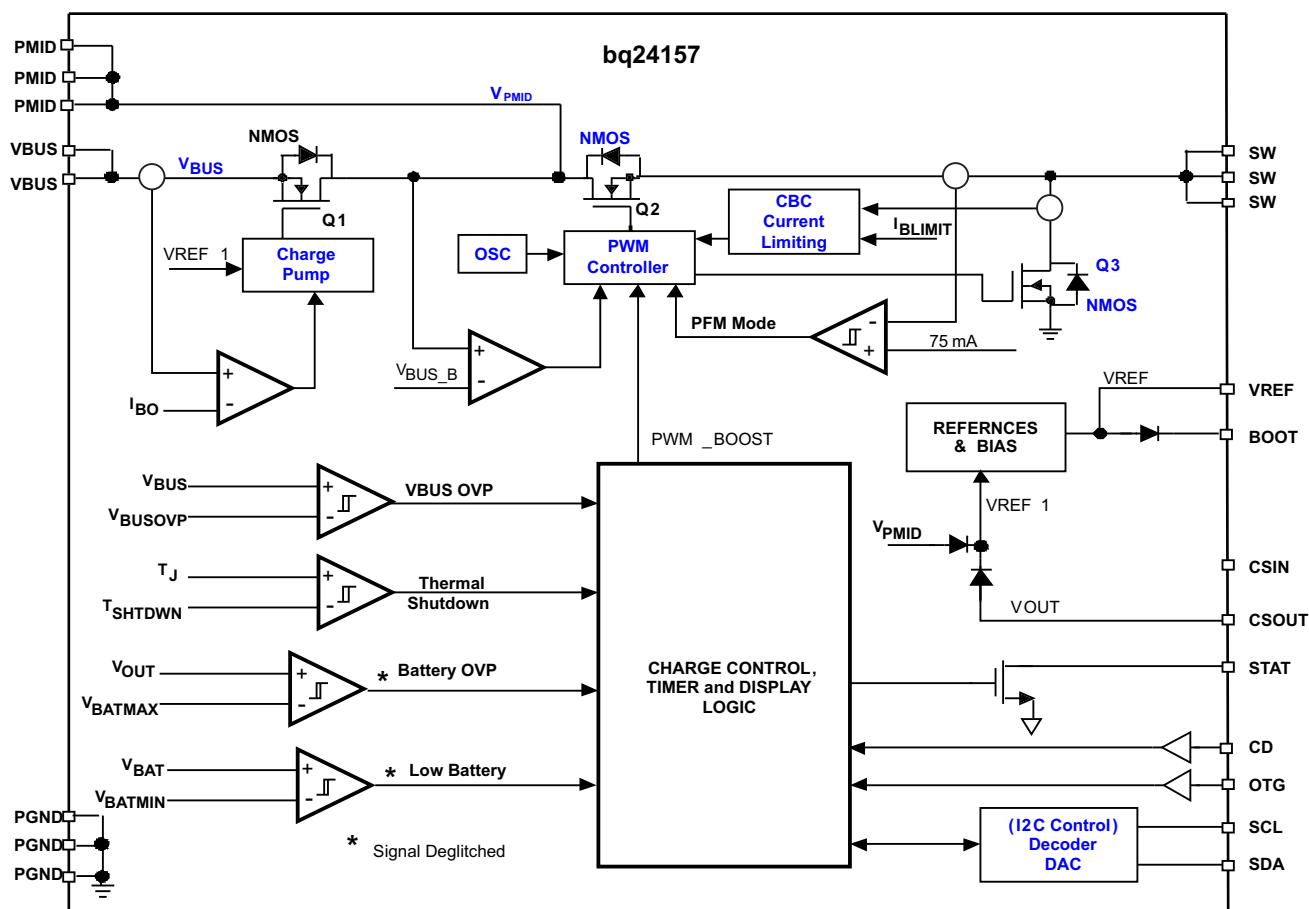 bq24157
PMID
PMID
PMID
VBUS
VBUS
VPMID
NMOS
NMOS
VBUS
Q1
Q2
SW
SW
SW
CBC
Current
Limiting
IBLIMIT
VREF 1
Charge
Pump
OSC
PWM
Controller
Q3
NMOS
PFM Mode
-
+
75 mA
+
-
IBO
+
-
VBUS_B
PWM _BOOST
VREF
VREF
BOOT
REFERNCES
& BIAS
VREF 1
VPMID
VOUT
CSIN
CSOUT
VBUS
VBUSOVP
+
-
VBUS OVP
TJ
TSHTDWN
+
-
Thermal
Shutdown
VOUT
VBATMAX
+
-
* Battery OVP
VBAT
VBATMIN
+
-
* Low Battery
* Signal Deglitched
CHARGE CONTROL,
TIMER and DISPLAY
LOGIC
STAT
CD
OTG
(I2C Control)
Decoder
DAC
SCL
SDA
PGND
PGND
PGND